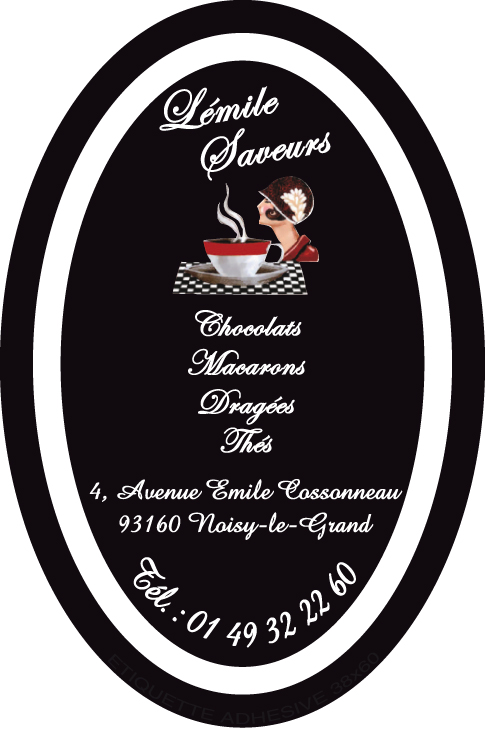 Lémile
Saveurs
Chocolats
Macarons
Dragées
Thés
4, Avenue Emile Cossonneau
93160 Noisy-le-Grand
Tél. : 01 49 32 22 60
ETIQUETTE ADHESIVE 38x60